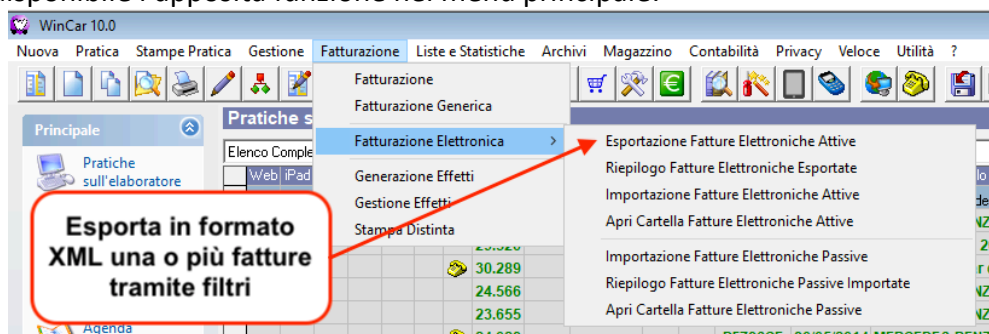 WinCar 10.0
Nuova Pratica Stampe Pratica Gestione Fatturazione Liste e Statistiche Archivi Magazzino Contabilità Privacy Veloce Utilità ?
Principale
Pratiche
sull'elaboratore
Pratiche s
Elenco Comple
Web iPad
Fatturazione
Fatturazione Generica
Fatturazione Elettronica >
Generazione Effetti
Gestione Effetti
Stampa Distinta
Esportazione Fatture Elettroniche Attive
Riepilogo Fatture Elettroniche Esportate
Importazione Fatture Elettroniche Attive
Apri Cartella Fatture Elettroniche Attive
Importazione Fatture Elettroniche Passive
Riepilogo Fatture Elettroniche Passive Importate
Apri Cartella Fatture Elettroniche Passive
Esporta in formato
XML una o più fatture
tramite filtri
30.289
24.566
23.655
Agenda